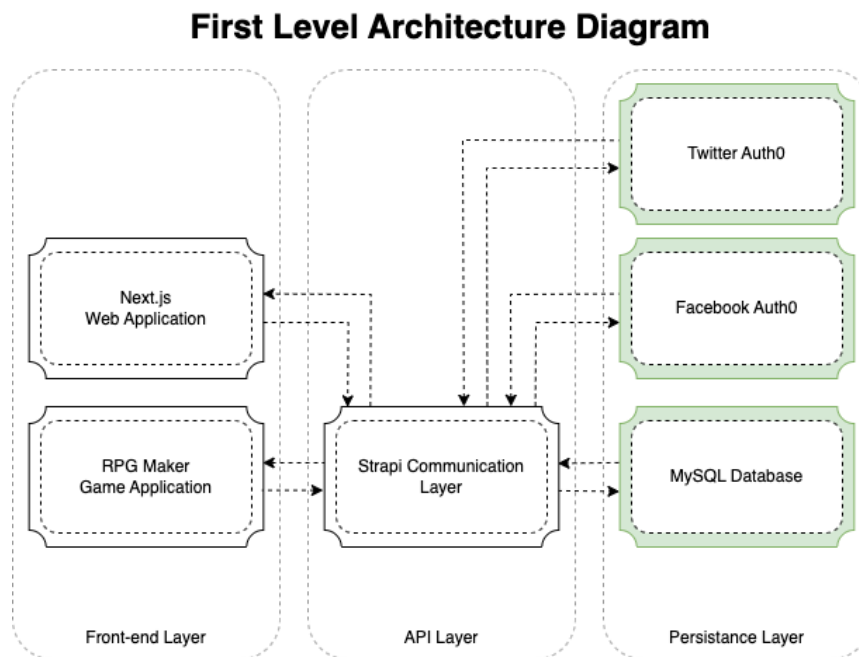 First Level Architecture Diagram
Twitter Auth0
Next.js
Web Application
Facebook Auth0
RPG Maker
Game Application
Strapi Communication
Layer
MySQL Database
Front-end Layer
API Layer
Persistance Layer